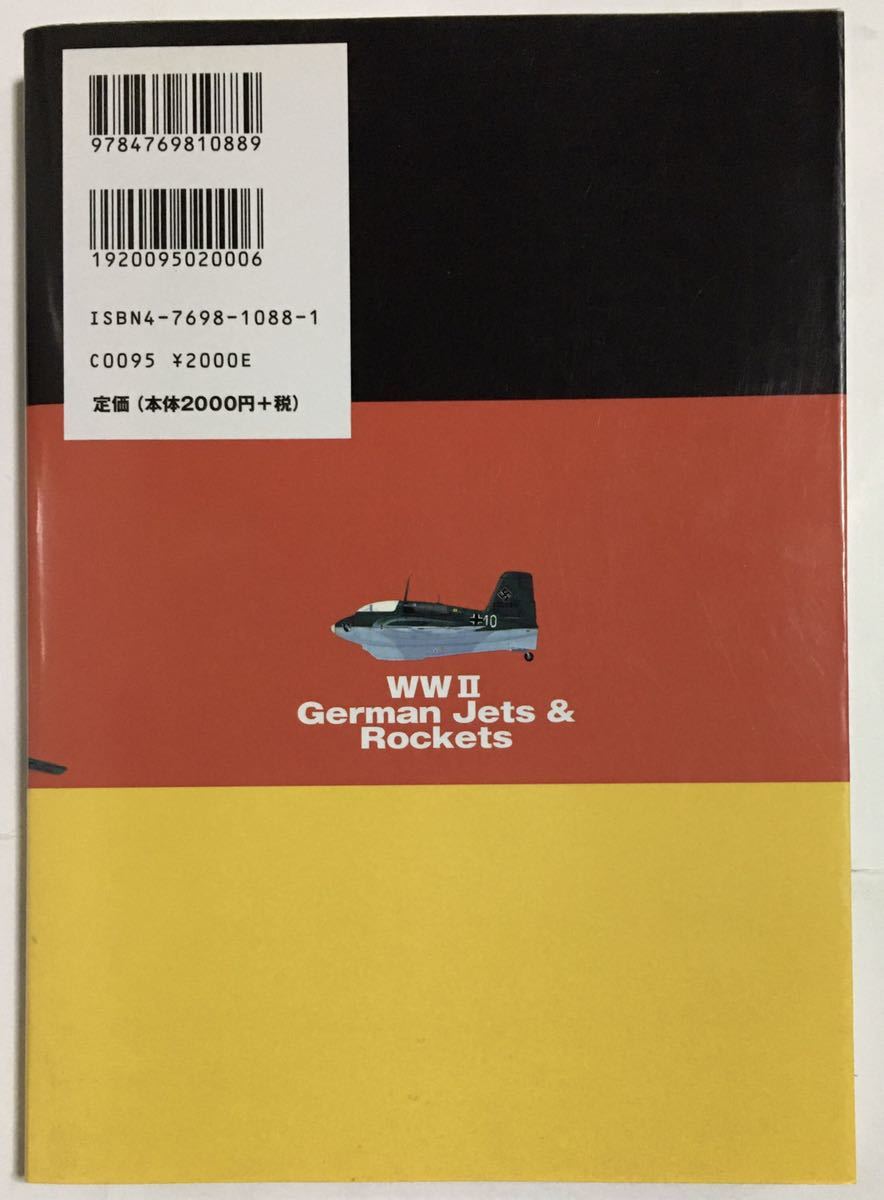 9784769810889
1920095020006
ISBN4-7698-1088-1
C0095 ¥2000E
定価(本体2000円+税)
10
WWⅡ
German Jets &
Rockets